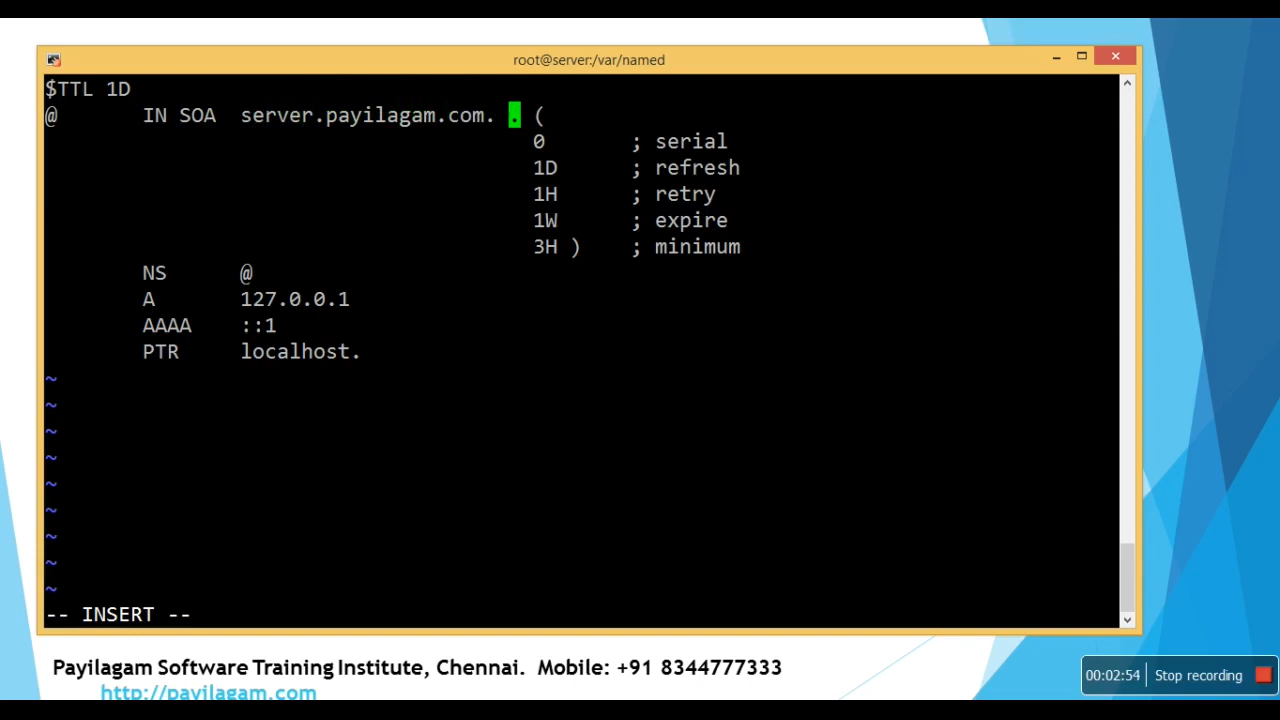 root@server:/var/named
$TTL 1D
@ IN SOA server.payilagam.com. . (
0 ; serial
1D ; refresh
1H ; retry
1W ; expire
3H ) ; minimum
NS @
A 127.0.0.1
AAAA ::1
PTR localhost.
~
~
~
~
~
~
~
~
~
-- INSERT --
Payilagam Software Training Institute, Chennai. Mobile: +91 8344777333
http://payilagam.com
00:02:54 Stop recording